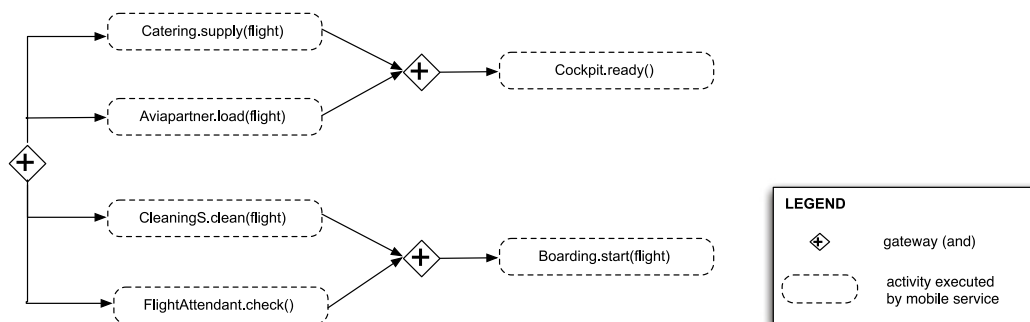 Catering.supply(flight)
Cockpit.ready()
Aviapartner.load(flight)
CleaningS.clean(flight)
Boarding.start(flight)
FlightAttendant.check()
LEGEND
gateway (and)
activity executed
by mobile service